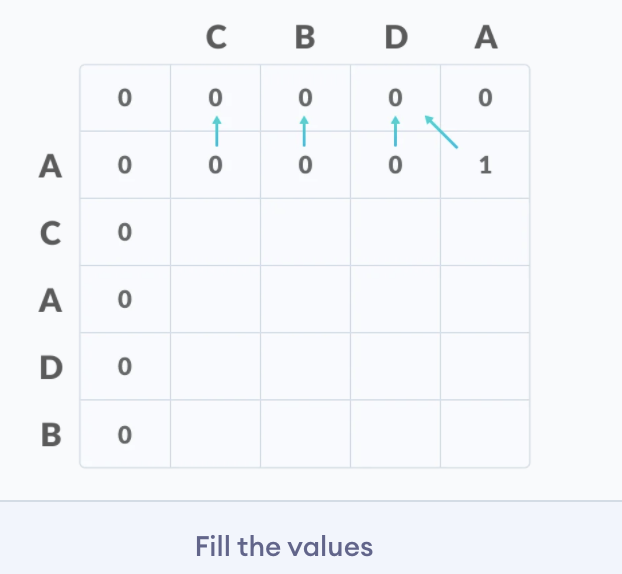 C B D A
0 0 0 0 0
A 0 0 0 0 1
C 0
A 0
D 0
B 0
Fill the values